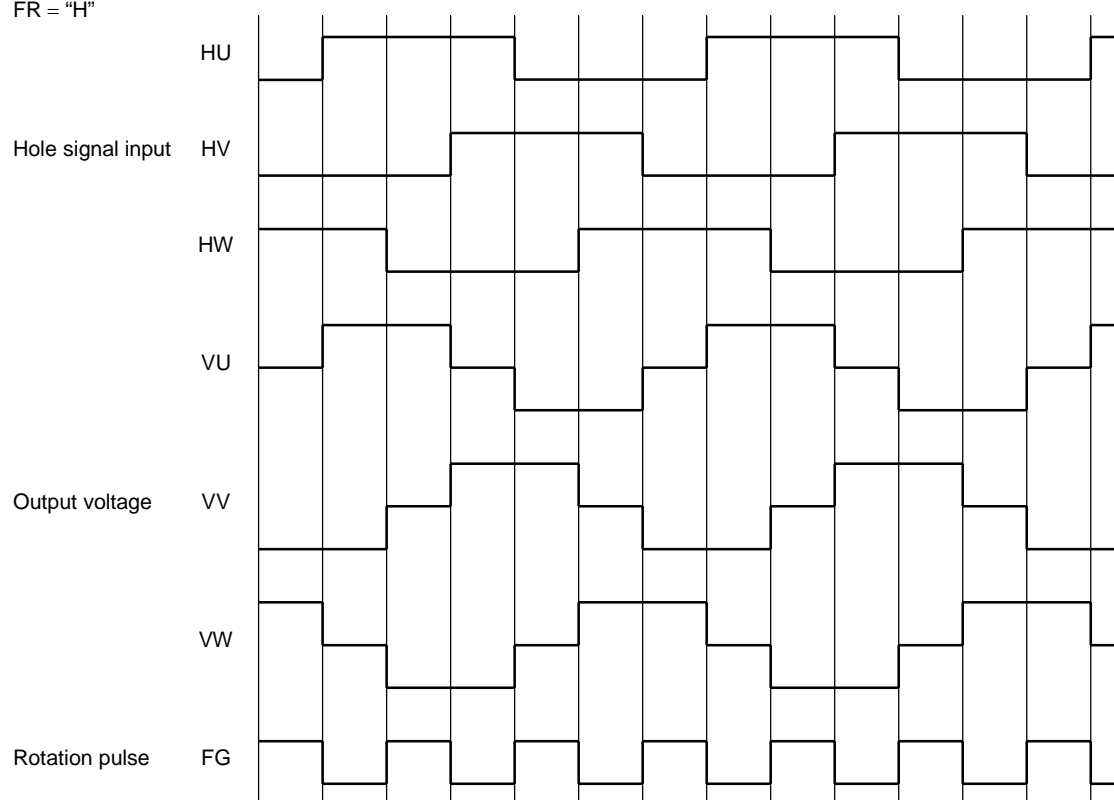 FR = “H”
HU
Hole signal input HV
HW
VU
Output voltage VV
VW
Rotation pulse FG